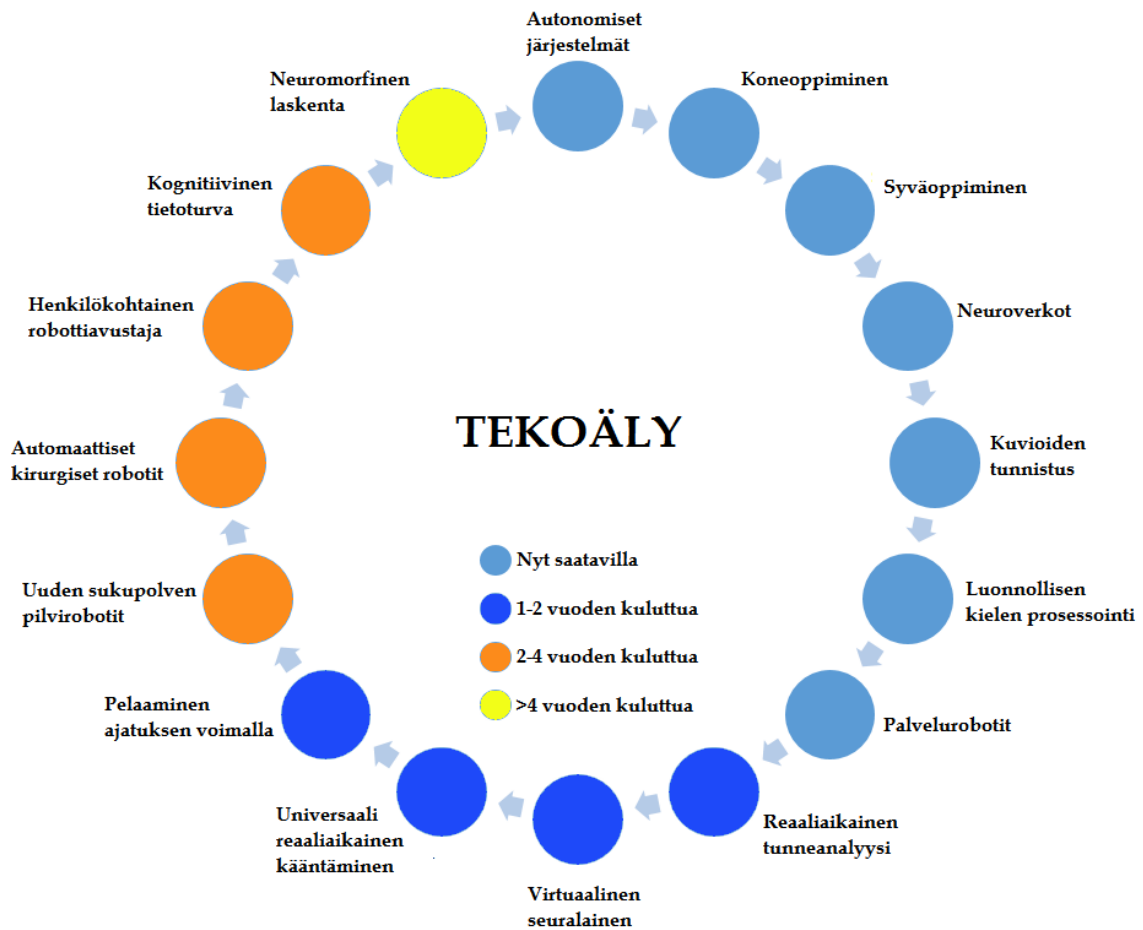 Autonomiset
järjestelmät
Koneoppiminen
Syväoppiminen
Neuroverkot
Kuvioiden
tunnistus
Luonnollisen
kielen prosessointi
Palvelurobotit
Reaaliaikainen
tunneanalyysi
Virtuaalinen
seuralainen
Universaali
reaaliaikainen
kääntäminen
Pelaaminen
ajatuksen voimalla
Uuden sukupolven
pilvirobotit
Automaattiset
kirurgiset robotit
Henkilökohtainen
robottiavustaja
Kognitiivinen
tietoturva
Neuromorfinen
laskenta
TEKOÄLY
Nyt saatavilla
1-2 vuoden kuluttua
2-4 vuoden kuluttua
>4 vuoden kuluttua